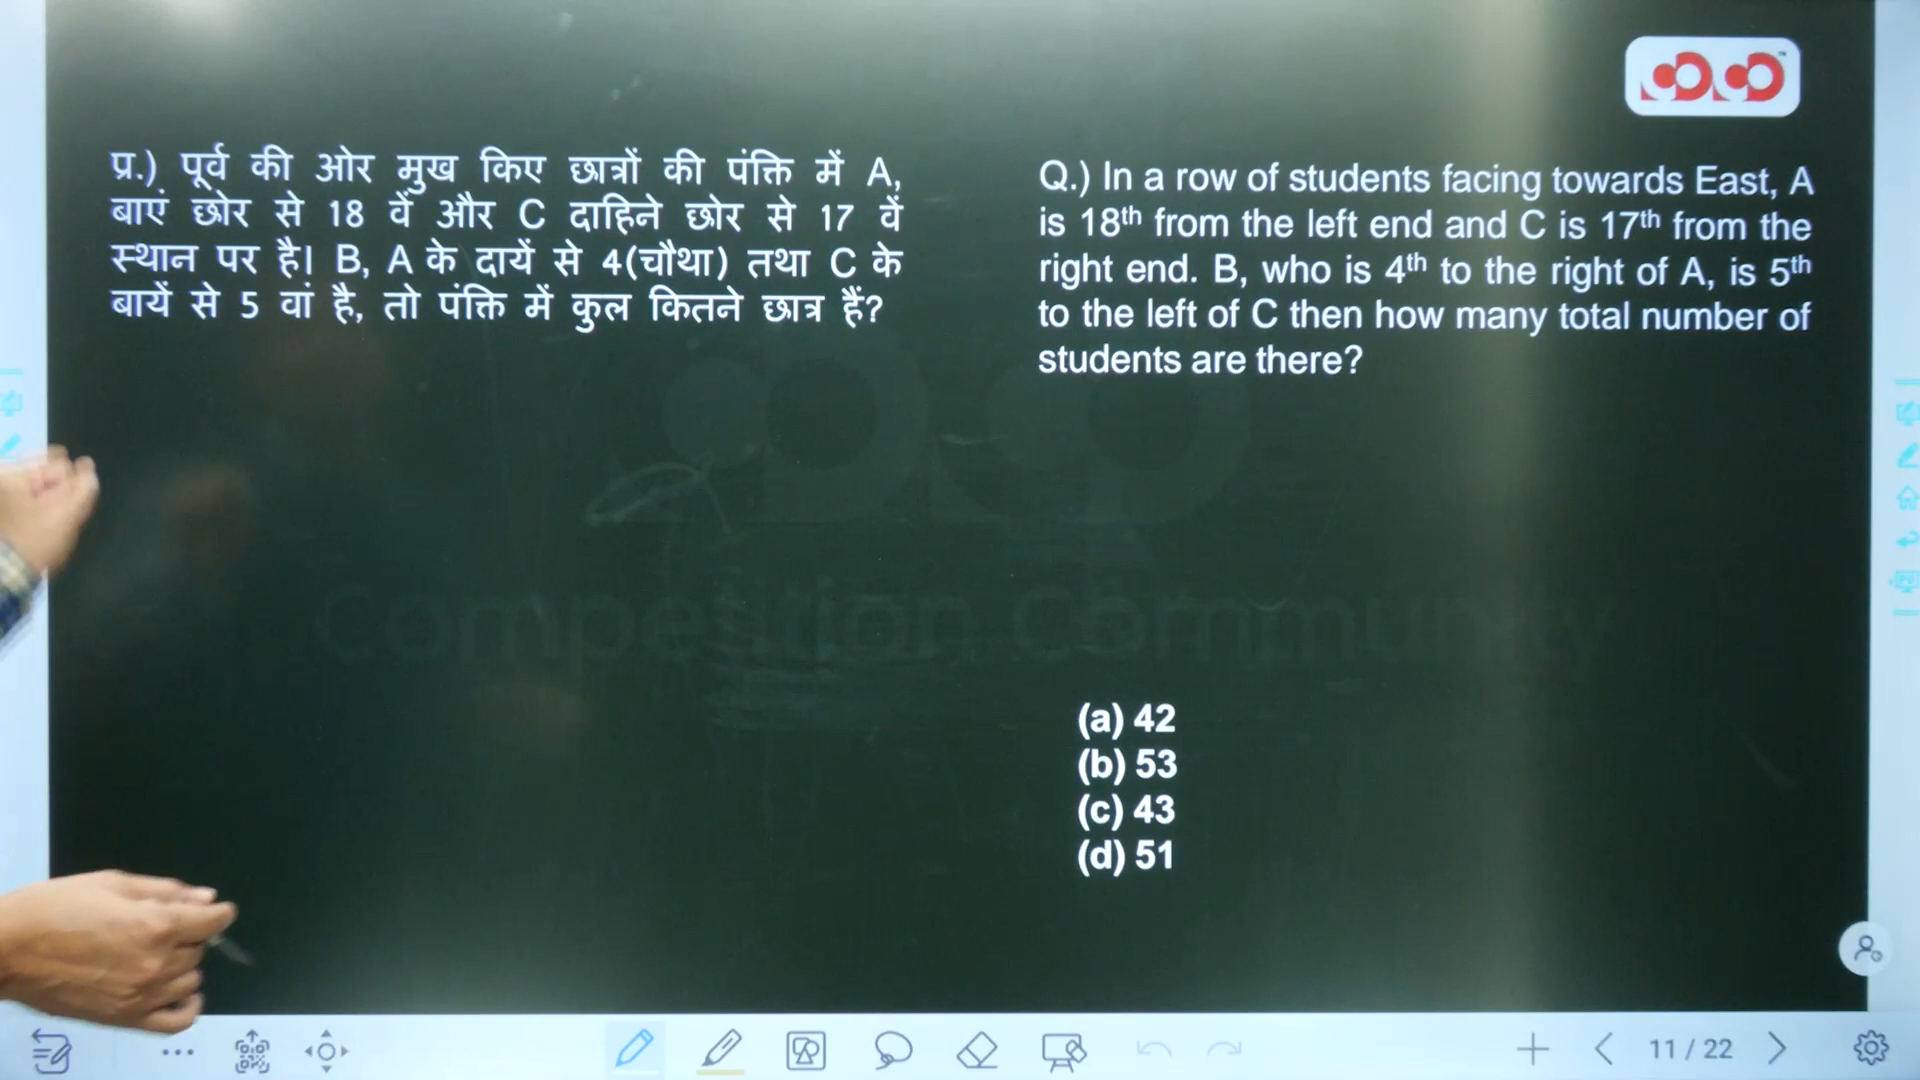 प्र.) पूर्व की ओर मुख किए छात्रों की पंक्ति में A,
बाएं छोर से 18 वें और C दाहिने छोर से 17 वें
स्थान पर है। B, A के दायें से 4(चौथा) तथा C के
बायें से 5 वां है, तो पंक्ति में कुल कितने छात्र हैं?
Q.) In a row of students facing towards East, A
is 18th from the left end and C is 17th from the
right end. B, who is 4th to the right of A, is 5th
to the left of C then how many total number of
students are there?
Competition Community
(a) 42
(b) 53
(c) 43
(d) 51
11 / 22